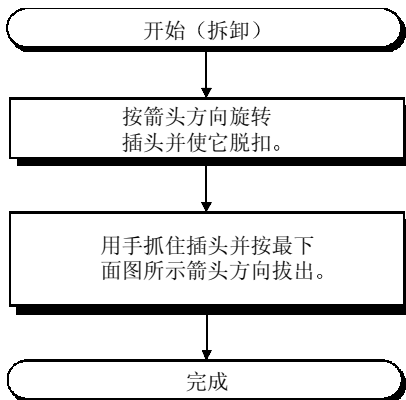 开始（拆卸）
按箭头方向旋转
插头并使它脱扣。
用手抓住插头并按最下
面图所示箭头方向拔出。
完成